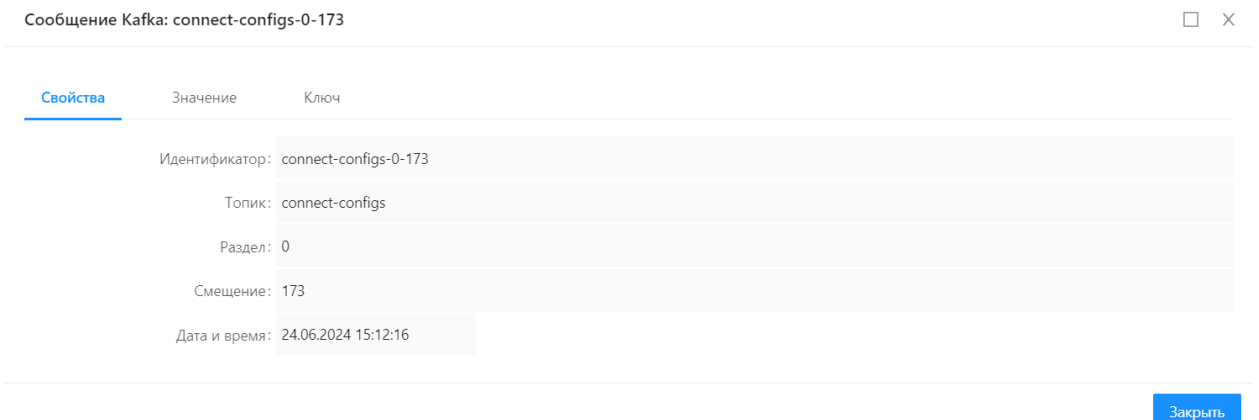 Сообщение Kafka: connect-configs-0-173
Свойства Значение Ключ
Идентификатор: connect-configs-0-173
Топик: connect-configs
Раздел: 0
Смещение: 173
Дата и время: 24.06.2024 15:12:16
Закрыть